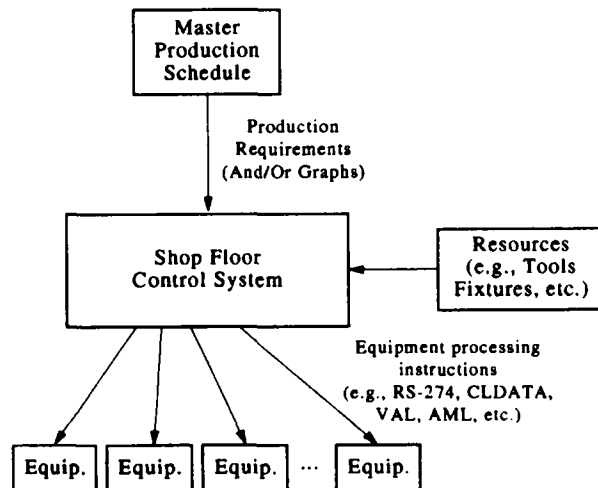 Master
Production
Schedule
Production
Requirements
(And/Or Graphs)
Shop Floor
Control System
Resources
(e.g., Tools
Fixtures, etc.)
Equipment processing
instructions
(e.g., RS-274, CLDATA,
VAL, AML, etc.)
Equip. Equip. Equip. ... Equip.